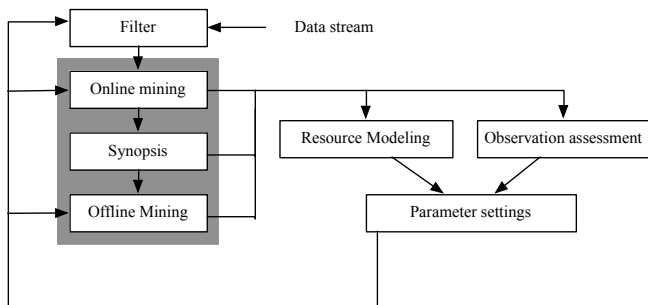 Filter
Data stream
Online mining
Resource Modeling
Observation assessment
Synopsis
Offline Mining
Parameter settings